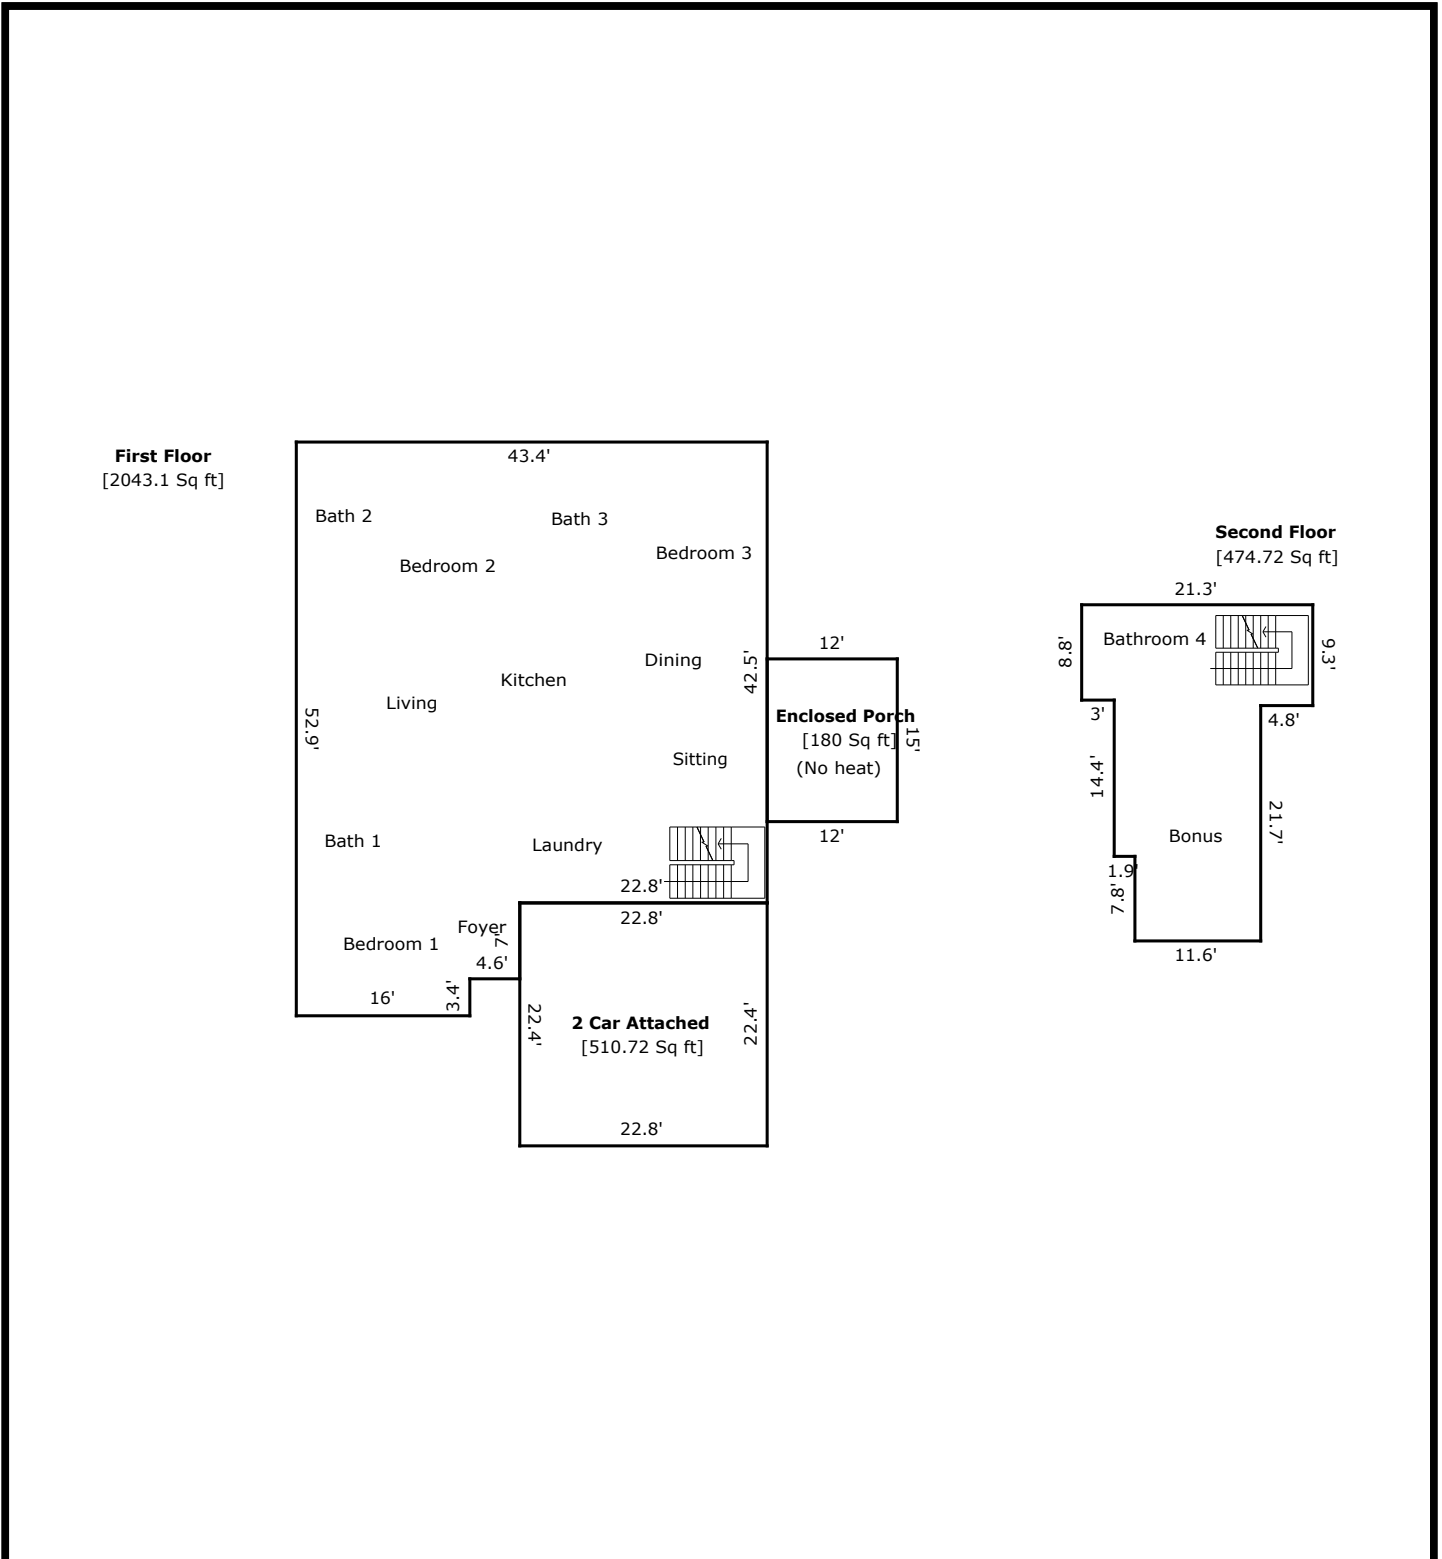 First Floor
[2043.1 Sq ft]
43.4'
Bath 2
Bath 3
Bedroom 2
Bedroom 3
Dining
42.5'
Kitchen
Living
52.9'
Sitting
Bath 1
Laundry
22.8'
Foyer
7'
Bedroom 1
4.6'
16'
3.4'
12'
Enclosed Porch
[180 Sq ft]
15'
(No heat)
12'
22.8'
22.4'
2 Car Attached
[510.72 Sq ft]
22.4'
22.8'
Second Floor
[474.72 Sq ft]
21.3'
8.8'
Bathroom 4
9.3'
3'
4.8'
14.4'
Bonus
21.7'
1.9'
7.8'
11.6'